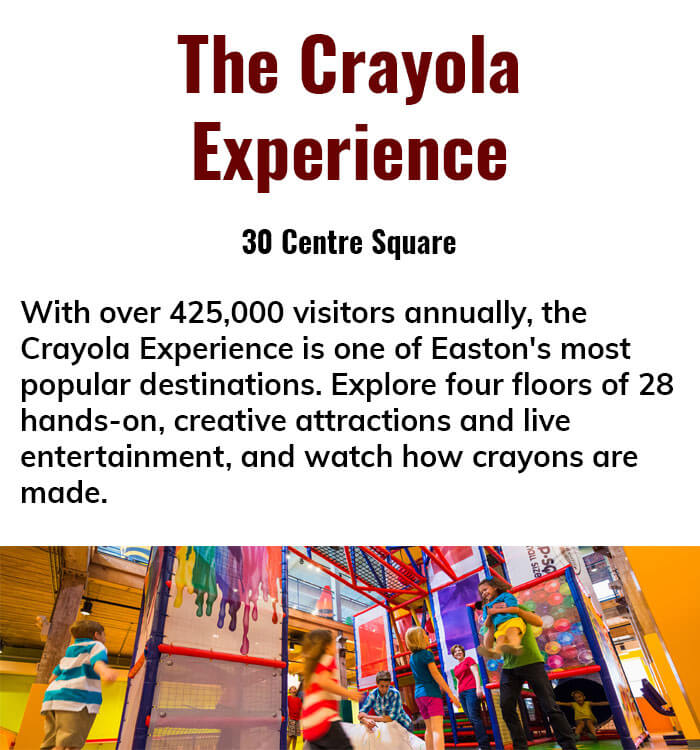 The Crayola
Experience
30 Centre Square
With over 425,000 visitors annually, the
Crayola Experience is one of Easton's most
popular destinations. Explore four floors of 28
hands-on, creative attractions and live
entertainment, and watch how crayons are
made.